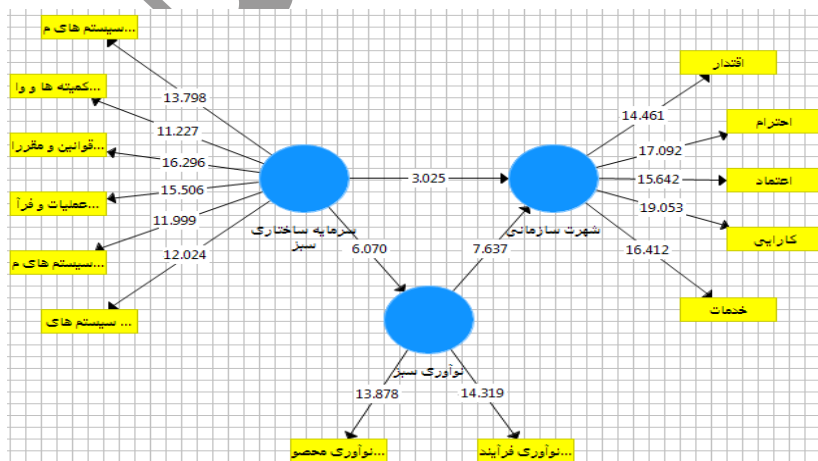 سیستم های م...
13.798
کمیته ها و وا...
11.227
قوانین و مقررا...
16.296
عملیات و فرآ...
15.506
سیستم های م...
11.999
سیستم های ...
12.024
سرمایه ساختاری
سبز
3.025
6.070
7.637
نوآوری سبز
13.878
14.319
نوآوری محصو...
نوآوری فرآیند...
شهرت سازمانی
اقتدار
14.461
احترام
17.092
اعتماد
15.642
کارایی
19.053
خدمات
16.412